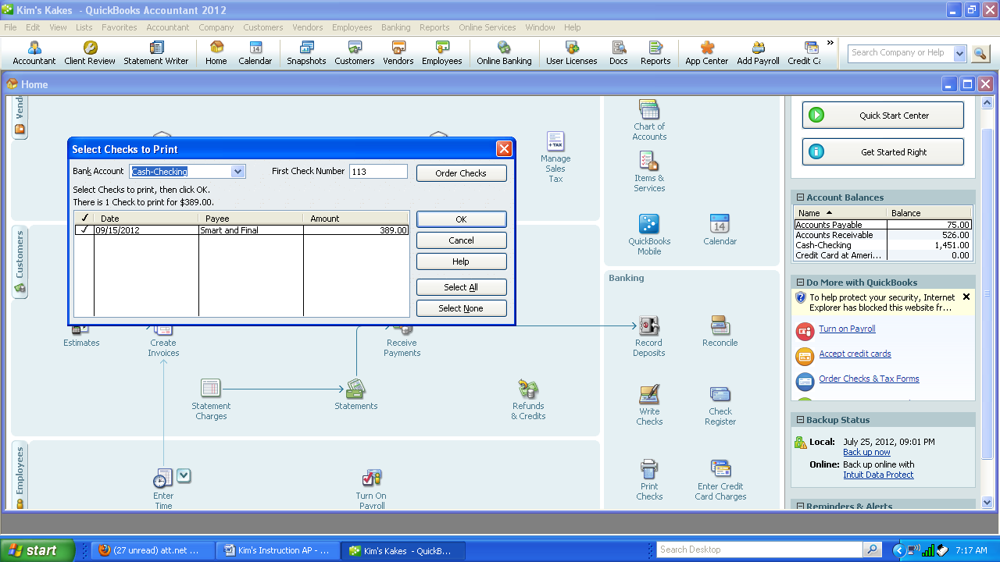 Kim's Kakes - QuickBooks Accountant 2012
File Edit View Lists Favorites Accountant Company Customers Vendors Employees Banking Reports Online Services Window Help
Accountant Client Review Statement Writer Home Calendar Snapshots Customers Vendors Employees Online Banking User Licenses Docs Reports App Center Add Payroll Credit Ca
Search Company or Help
Home
Select Checks to Print
Bank Account Cash-Checking First Check Number 113 Order Checks
Select Checks to print, then click OK.
There is 1 Check to print for $389.00.
✓ Date Payee Amount
✓ 09/15/2012 Smart and Final 389.00
OK
Cancel
Help
Select All
Select None
Customers
Employees
Manage
Sales
Tax
+ TAX
Estimates
Create
Invoices
Receive
Payments
Statement
Charges
Statements
Refunds
& Credits
Enter
Time
Turn On
Payroll
Chart of
Accounts
Items &
Services
QuickBooks
Mobile
14
Calendar
Banking
Record
Deposits
Reconcile
Write
Checks
Check
Register
Print
Checks
Enter Credit
Card Charges
Quick Start Center
Get Started Right
Account Balances
Name Balance
Accounts Payable 75.00
Accounts Receivable 526.00
Cash-Checking 1,451.00
Credit Card at Ameri... 0.00
Do More with QuickBooks
To help protect your security, Internet
Explorer has blocked this website fr...
Turn on Payroll
Accept credit cards
Order Checks & Tax Forms
Backup Status
Local: July 25, 2012, 09:01 PM
Back up now
Online: Back up online with
Intuit Data Protect
Reminders & Alerts
start (27 unread) att.net ... Kim's Instruction AP - ... Kim's Kakes - QuickB... Search Desktop 7:17 AM